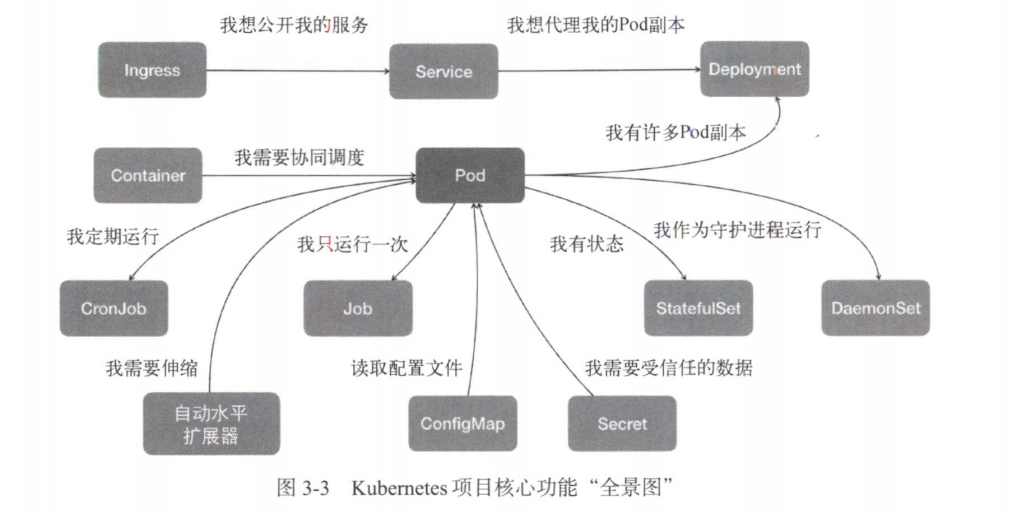 我想公开我的服务
我想代理我的Pod副本
Ingress
Service
Deployment
我有许多Pod副本
我需要协同调度
Container
Pod
我定期运行
我只运行一次
我有状态
我作为守护进程运行
CronJob
Job
StatefulSet
DaemonSet
我需要伸缩
读取配置文件
我需要受信任的数据
自动水平
扩展器
ConfigMap
Secret
图 3-3 Kubernetes 项目核心功能“全景图”